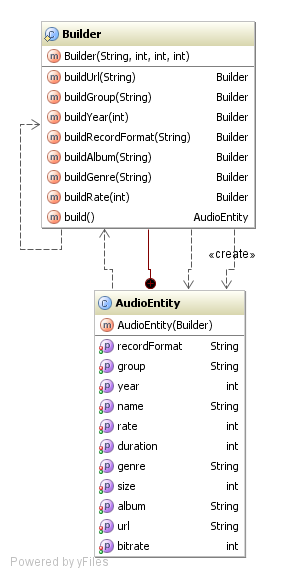 Builder
Builder(String, int, int, int)
buildUrl(String) Builder
buildGroup(String) Builder
buildYear(int) Builder
buildRecordFormat(String) Builder
buildAlbum(String) Builder
buildGenre(String) Builder
buildRate(int) Builder
build() AudioEntity
«create»
AudioEntity
AudioEntity(Builder)
recordFormat String
group String
year int
name String
rate int
duration int
genre String
size int
album String
url String
bitrate int
Powered by yFiles